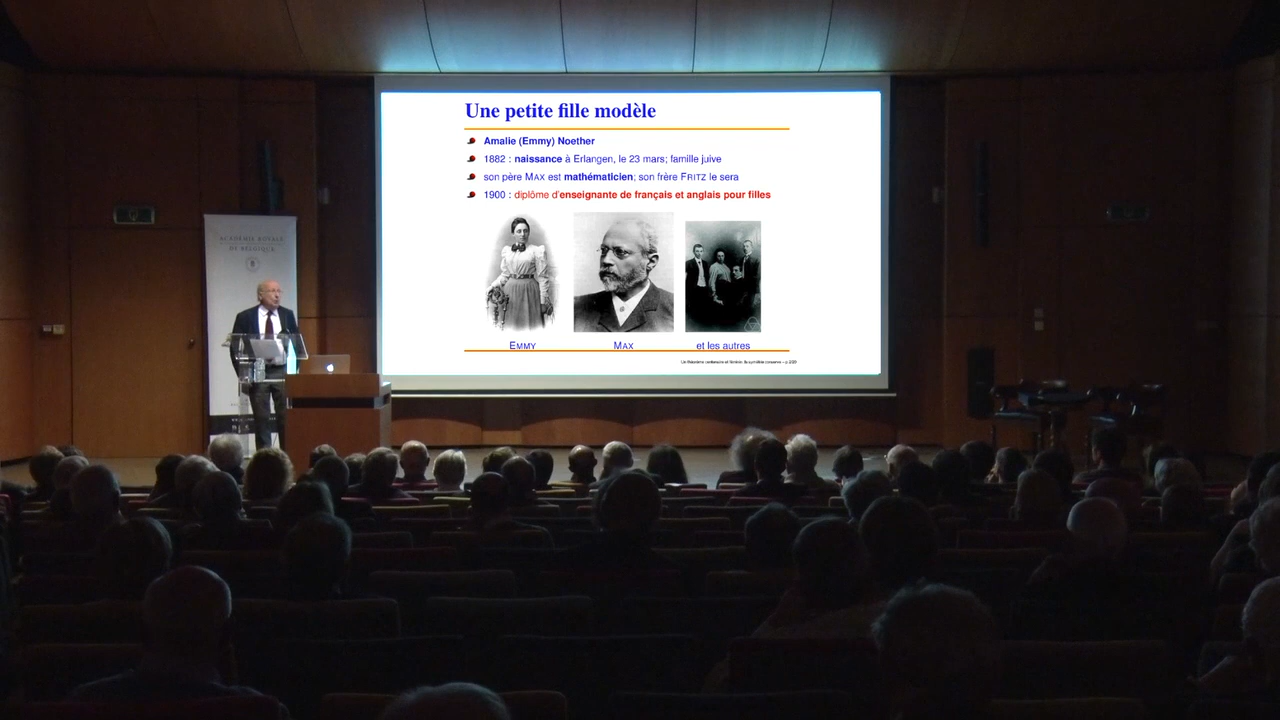 Une petite fille modèle
Amalie (Emmy) Noether
1882 : naissance à Erlangen, le 23 mars; famille juive
son père MAX est mathématicien; son frère FRITZ le sera
1900 : diplôme d'enseignante de français et anglais pour filles
EMMY MAX et les autres
ACADÉMIE ROYALE
DE BELGIQUE